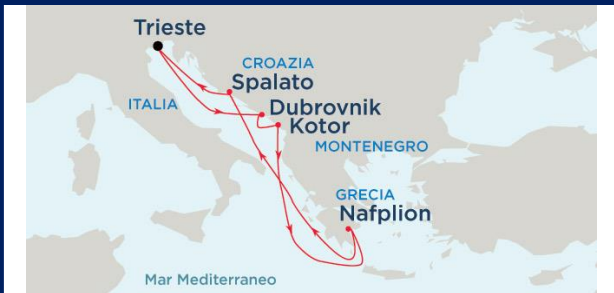 Trieste
CROAZIA
Spalato
ITALIA
Dubrovnik
Kotor
MONTENEGRO
GRECIA
Nafplion
Mar Mediterraneo